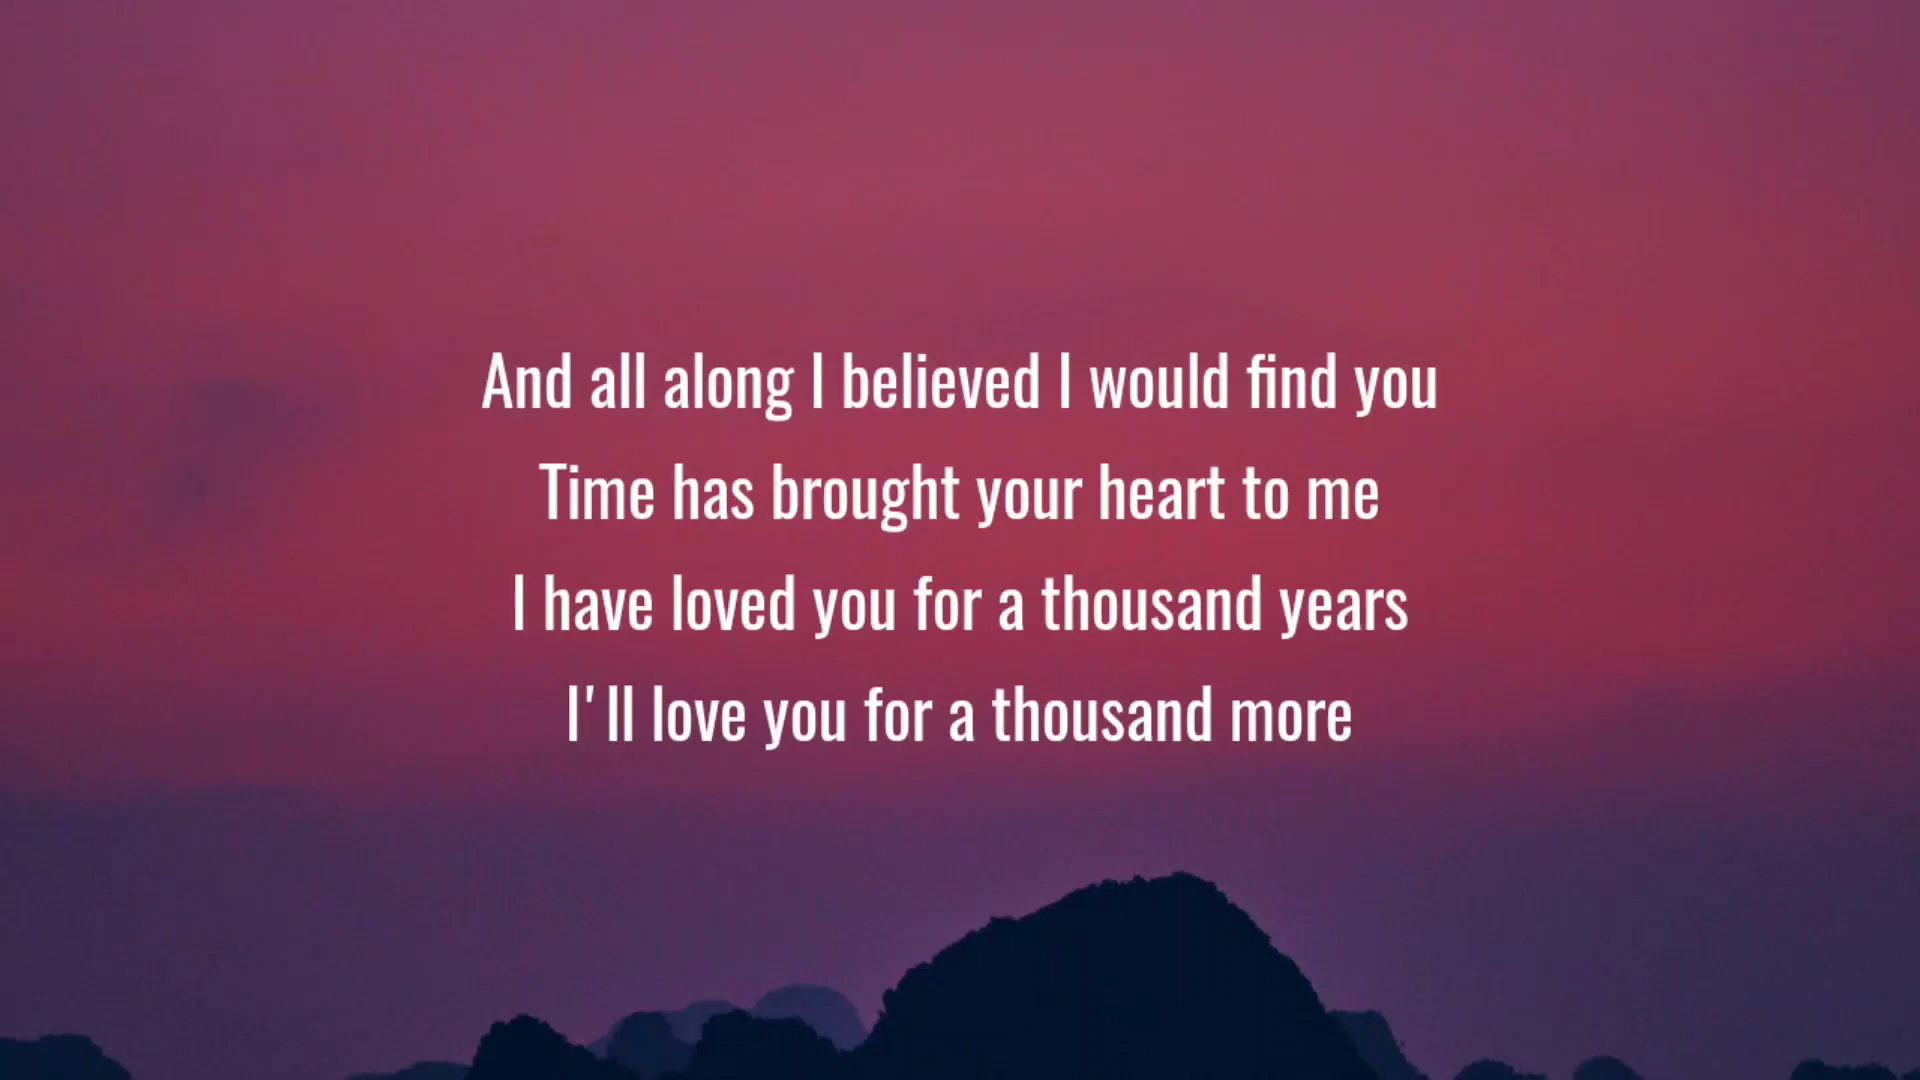 And all along I believed I would find you
Time has brought your heart to me
I have loved you for a thousand years
I'll love you for a thousand more